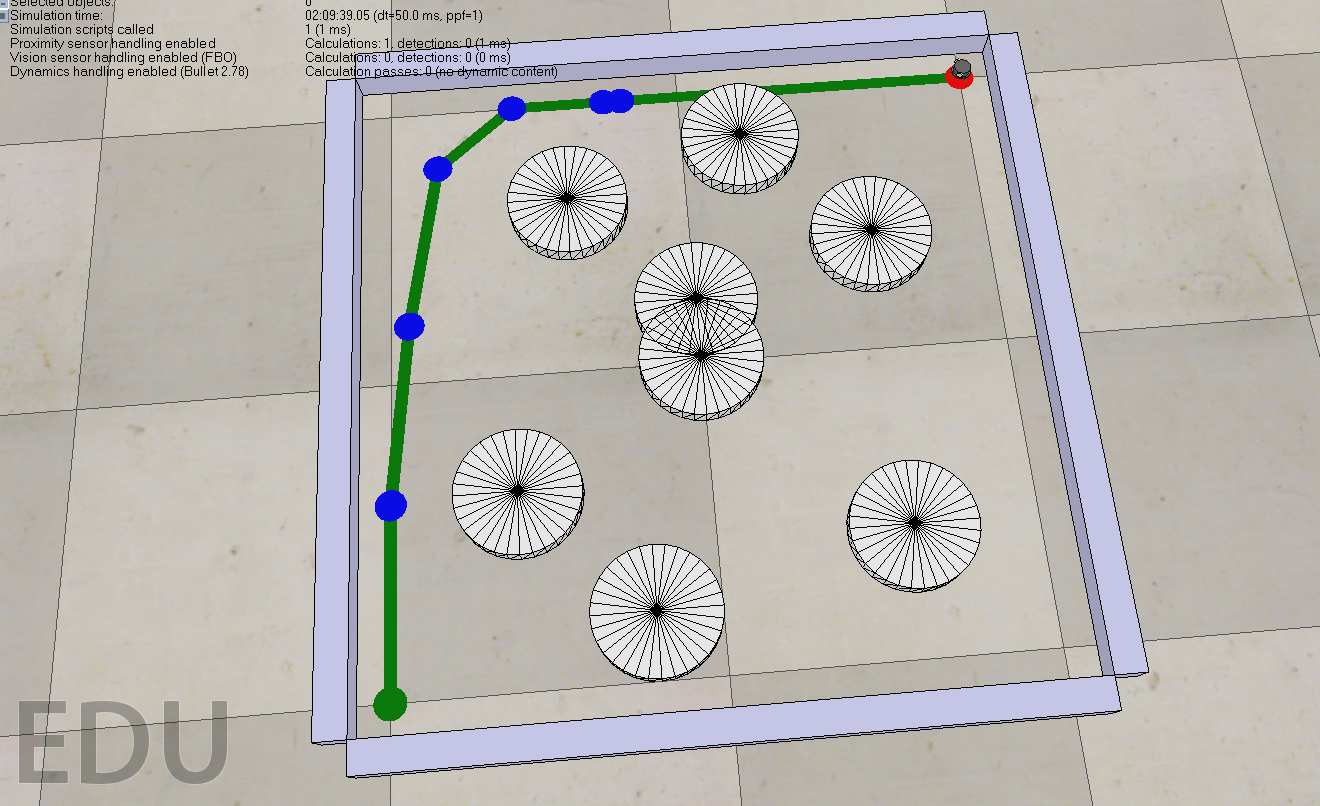 Selected objects: 0
Simulation time: 02:09:39.05 (dt=50.0 ms, ppf=1)
Simulation scripts called 1 (1 ms)
Proximity sensor handling enabled Calculations: 1, detections: 0 (1 ms)
Vision sensor handling enabled (FBO) Calculations: 0, detections: 0 (0 ms)
Dynamics handling enabled (Bullet 2.78) Calculation passes: 0 (no dynamic content)
EDU